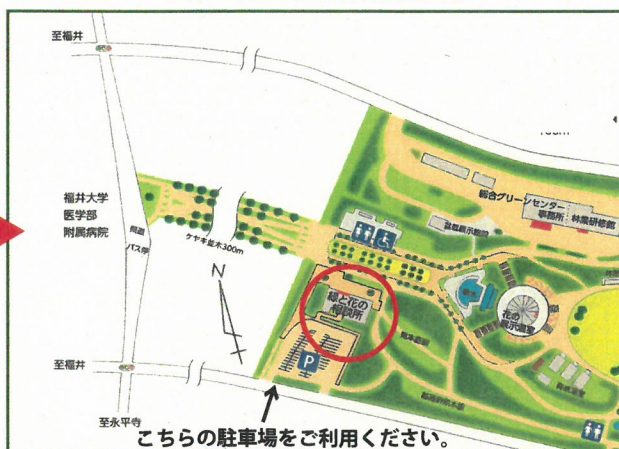 至福井
福井大学
医学部
附属病院
県道
バス停
ケヤキ並木300m
N
総合グリーンセンター
事務所
林業研修館
緑と花の
相談所
花の
展示温室
P
至福井
至永平寺
こちらの駐車場をご利用ください。